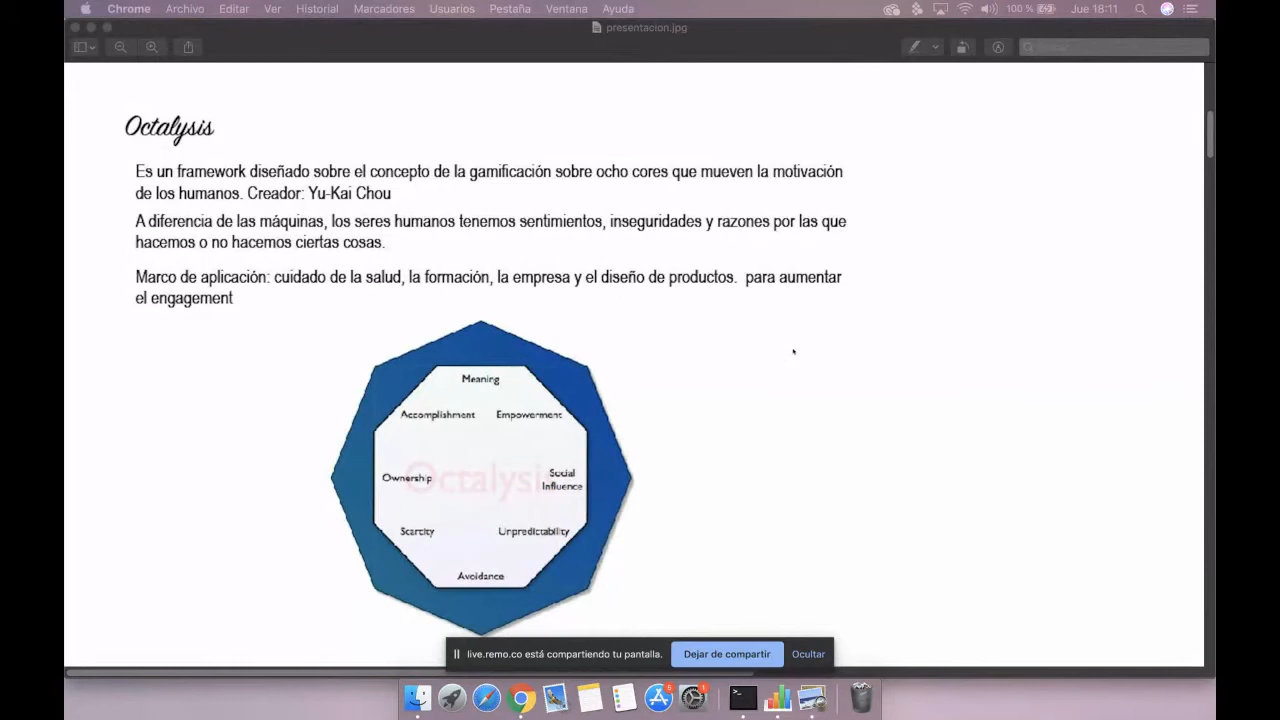 Chrome Archivo Editar Ver Historial Marcadores Usuarios Pestaña Ventana Ayuda 100 % Jue 18:11
presentacion.jpg
Octalysis
Es un framework diseñado sobre el concepto de la gamificación sobre ocho cores que mueven la motivación
de los humanos. Creador: Yu-Kai Chou
A diferencia de las máquinas, los seres humanos tenemos sentimientos, inseguridades y razones por las que
hacemos o no hacemos ciertas cosas.
Marco de aplicación: cuidado de la salud, la formación, la empresa y el diseño de productos. para aumentar
el engagement
Meaning
Accomplishment Empowerment
Octalysis
Ownership Social
Influence
Scarcity Unpredictability
Avoidance
live.remo.co está compartiendo tu pantalla. Dejar de compartir Ocultar
5 1